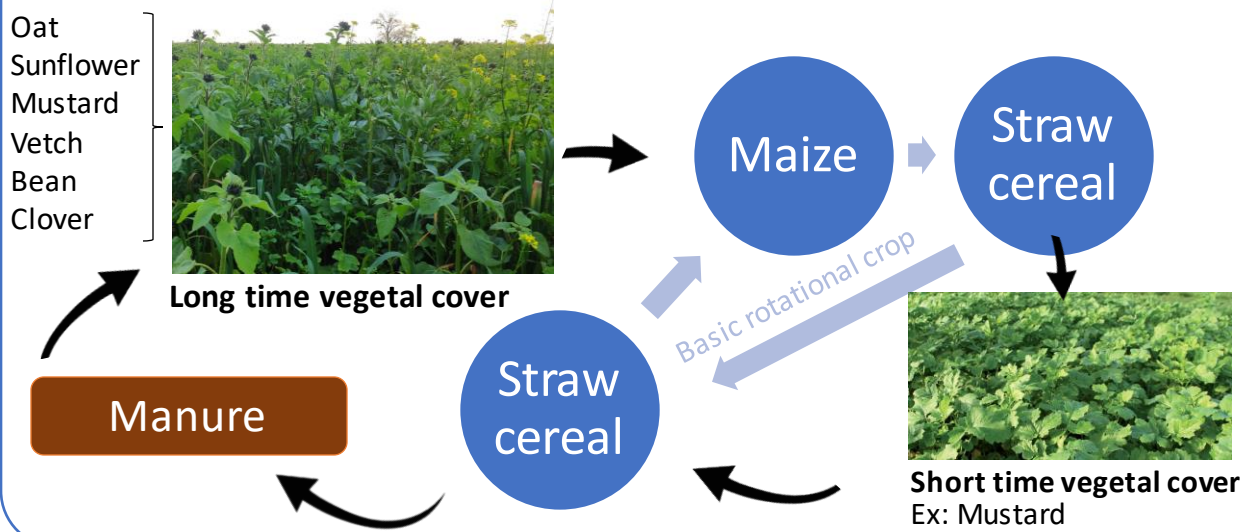 Oat
Sunflower
Mustard
Vetch
Bean
Clover
Long time vegetal cover
Maize
Straw
cereal
Basic rotational crop
Straw
cereal
Manure
Short time vegetal cover
Ex: Mustard